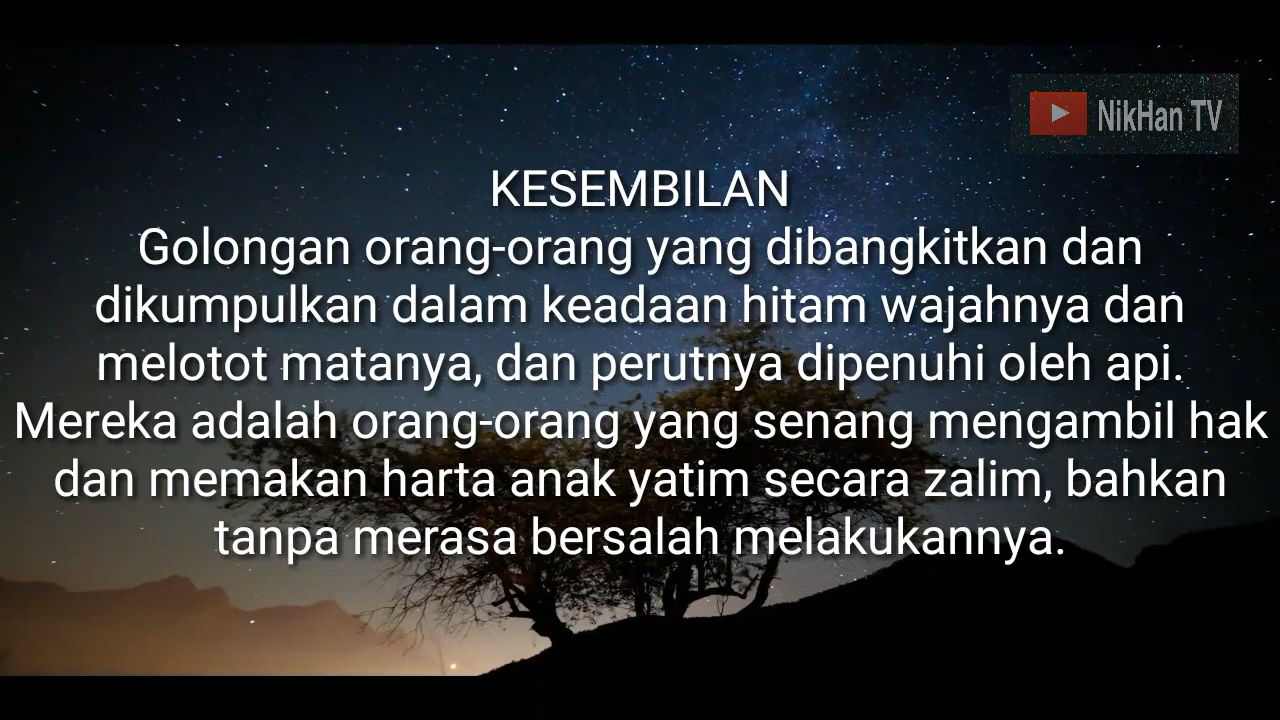 NikHan TV
KESEMBILAN
Golongan orang-orang yang dibangkitkan dan
dikumpulkan dalam keadaan hitam wajahnya dan
melotot matanya, dan perutnya dipenuhi oleh api.
Mereka adalah orang-orang yang senang mengambil hak
dan memakan harta anak yatim secara zalim, bahkan
tanpa merasa bersalah melakukannya.